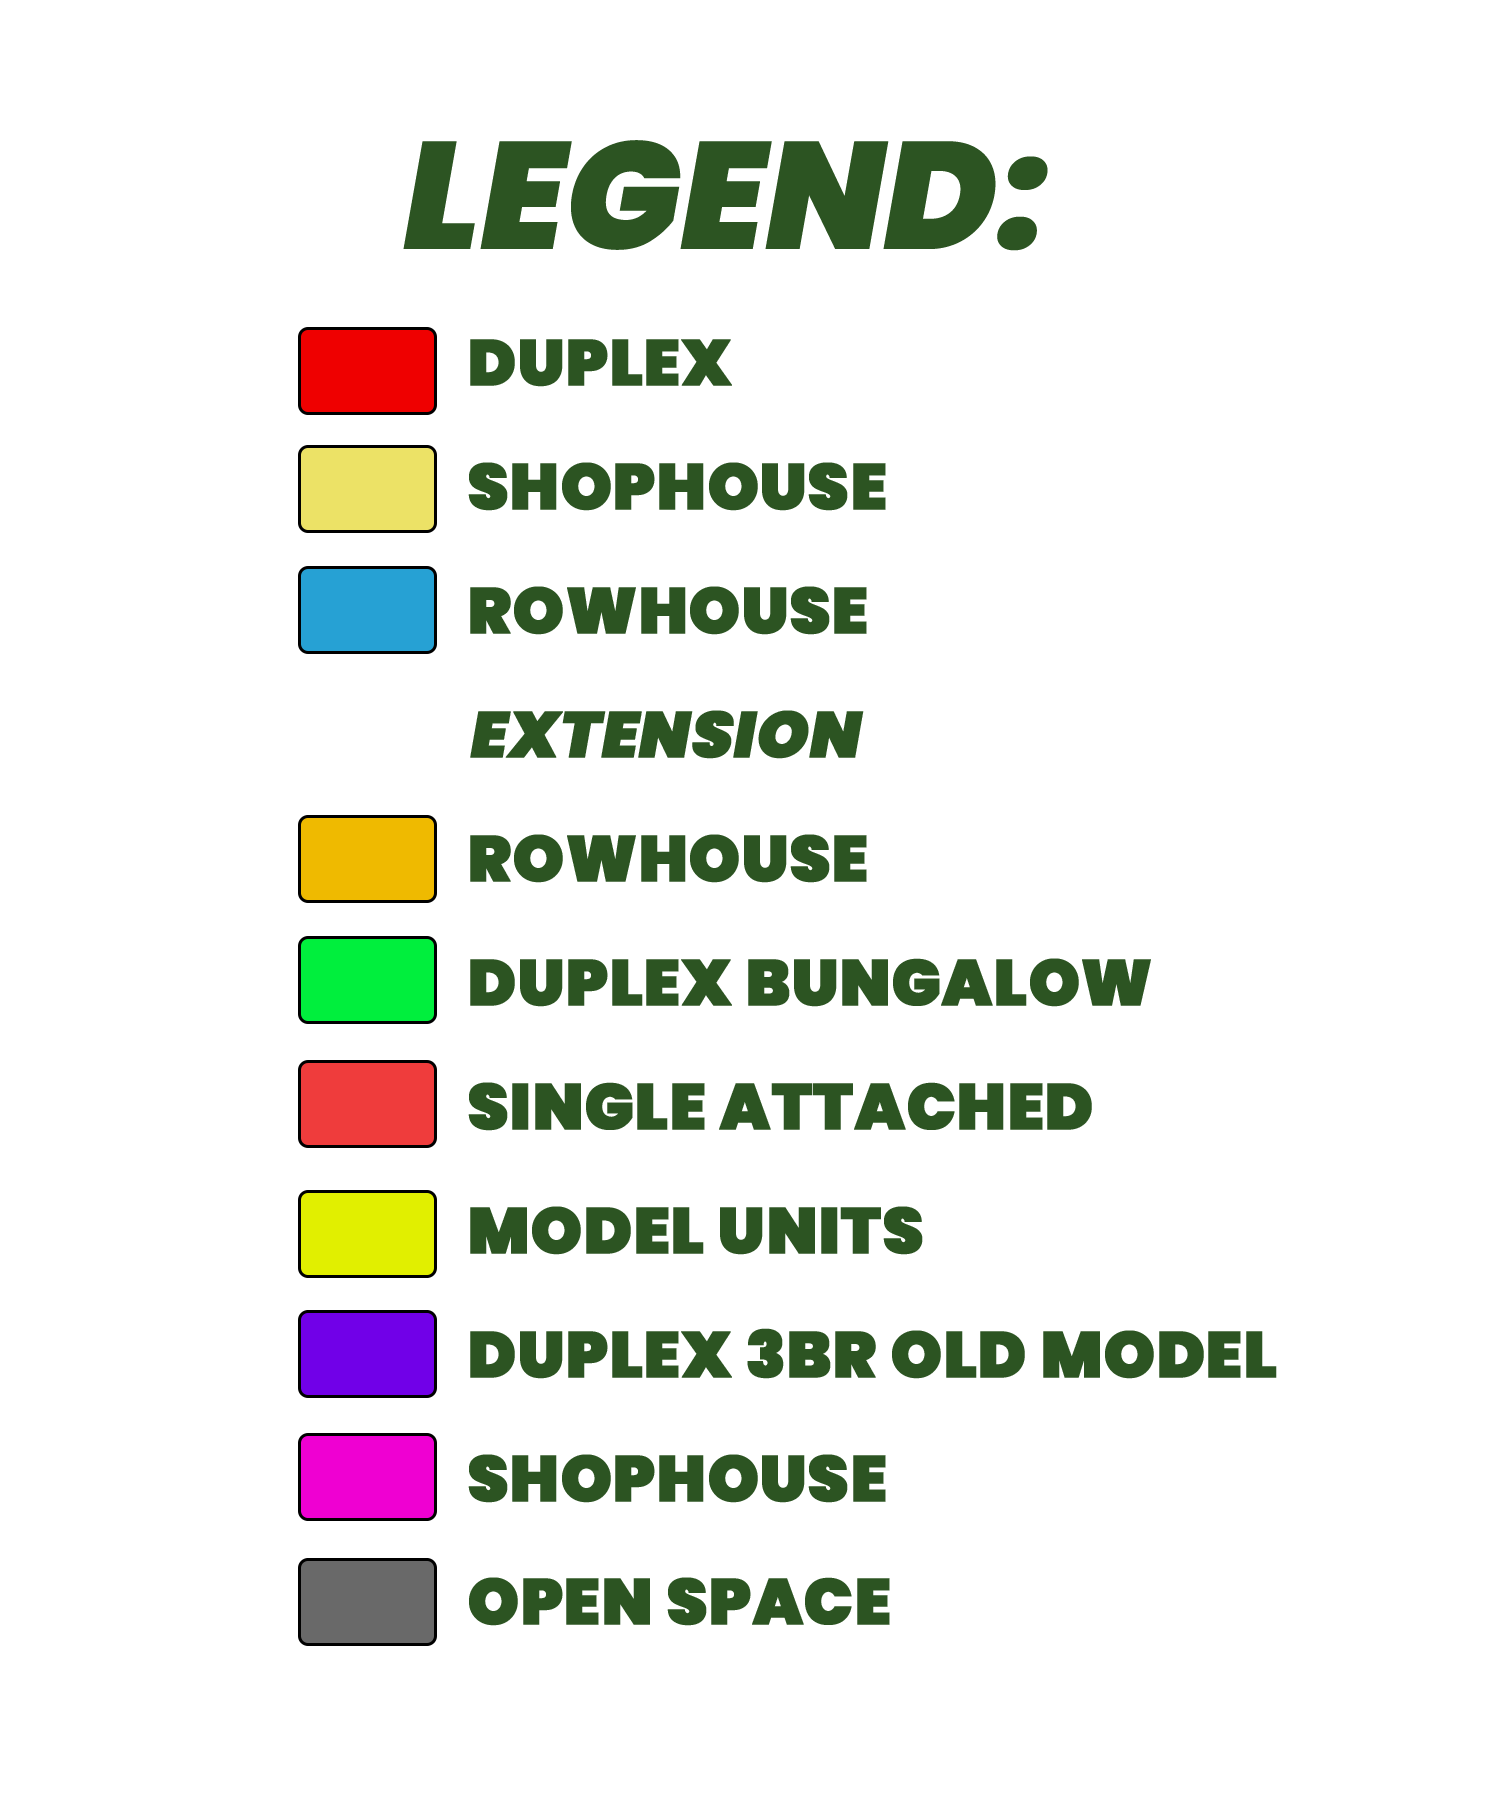 LEGEND:
DUPLEX
SHOPHOUSE
ROWHOUSE
EXTENSION
ROWHOUSE
DUPLEX BUNGALOW
SINGLE ATTACHED
MODEL UNITS
DUPLEX 3BR OLD MODEL
SHOPHOUSE
OPEN SPACE